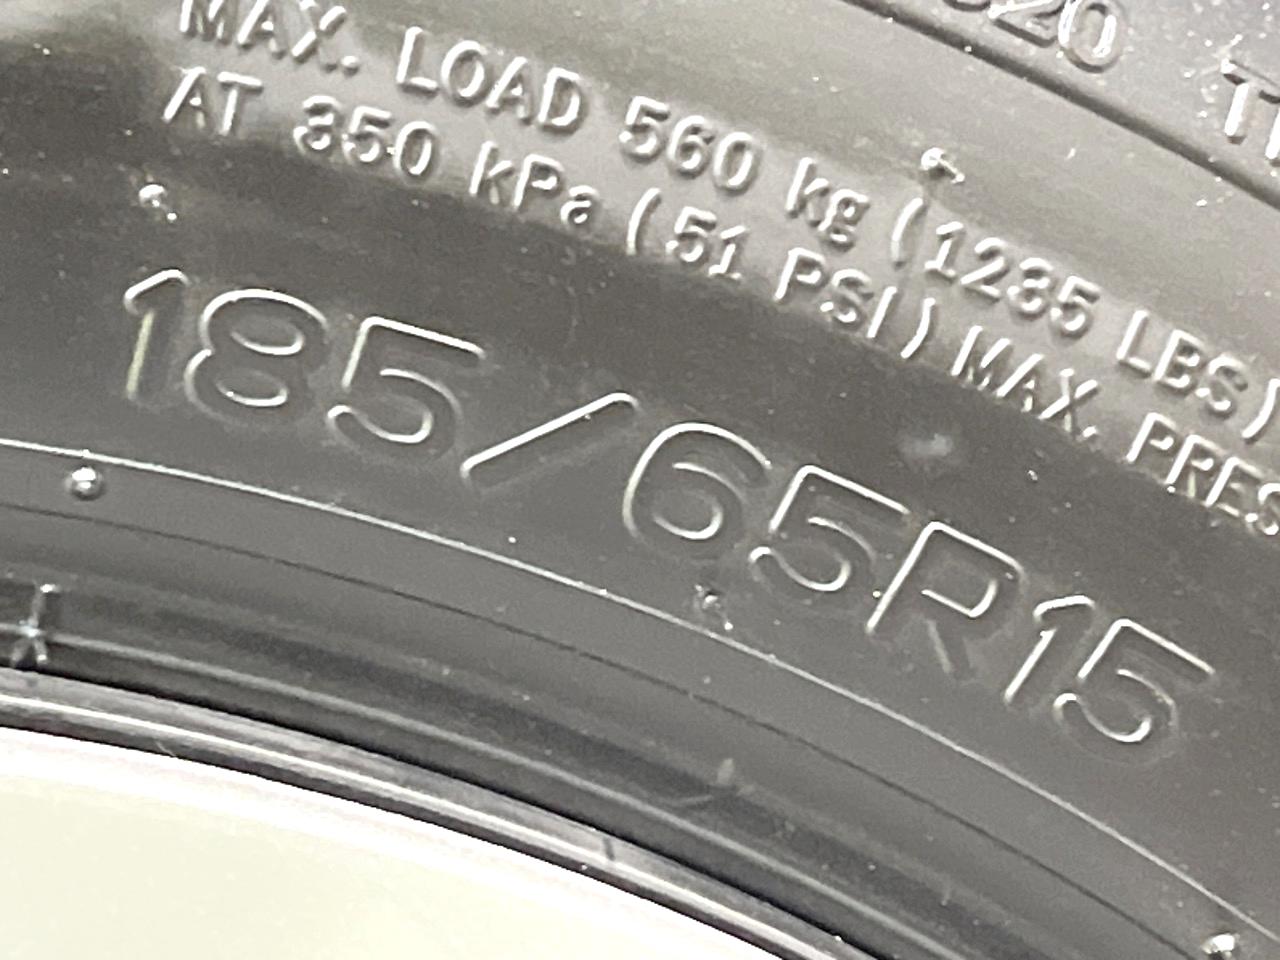 MAX. LOAD 560 kg (1235 LBS)
AT 350 kPa (51 PSI) MAX. PRES
185/65R15